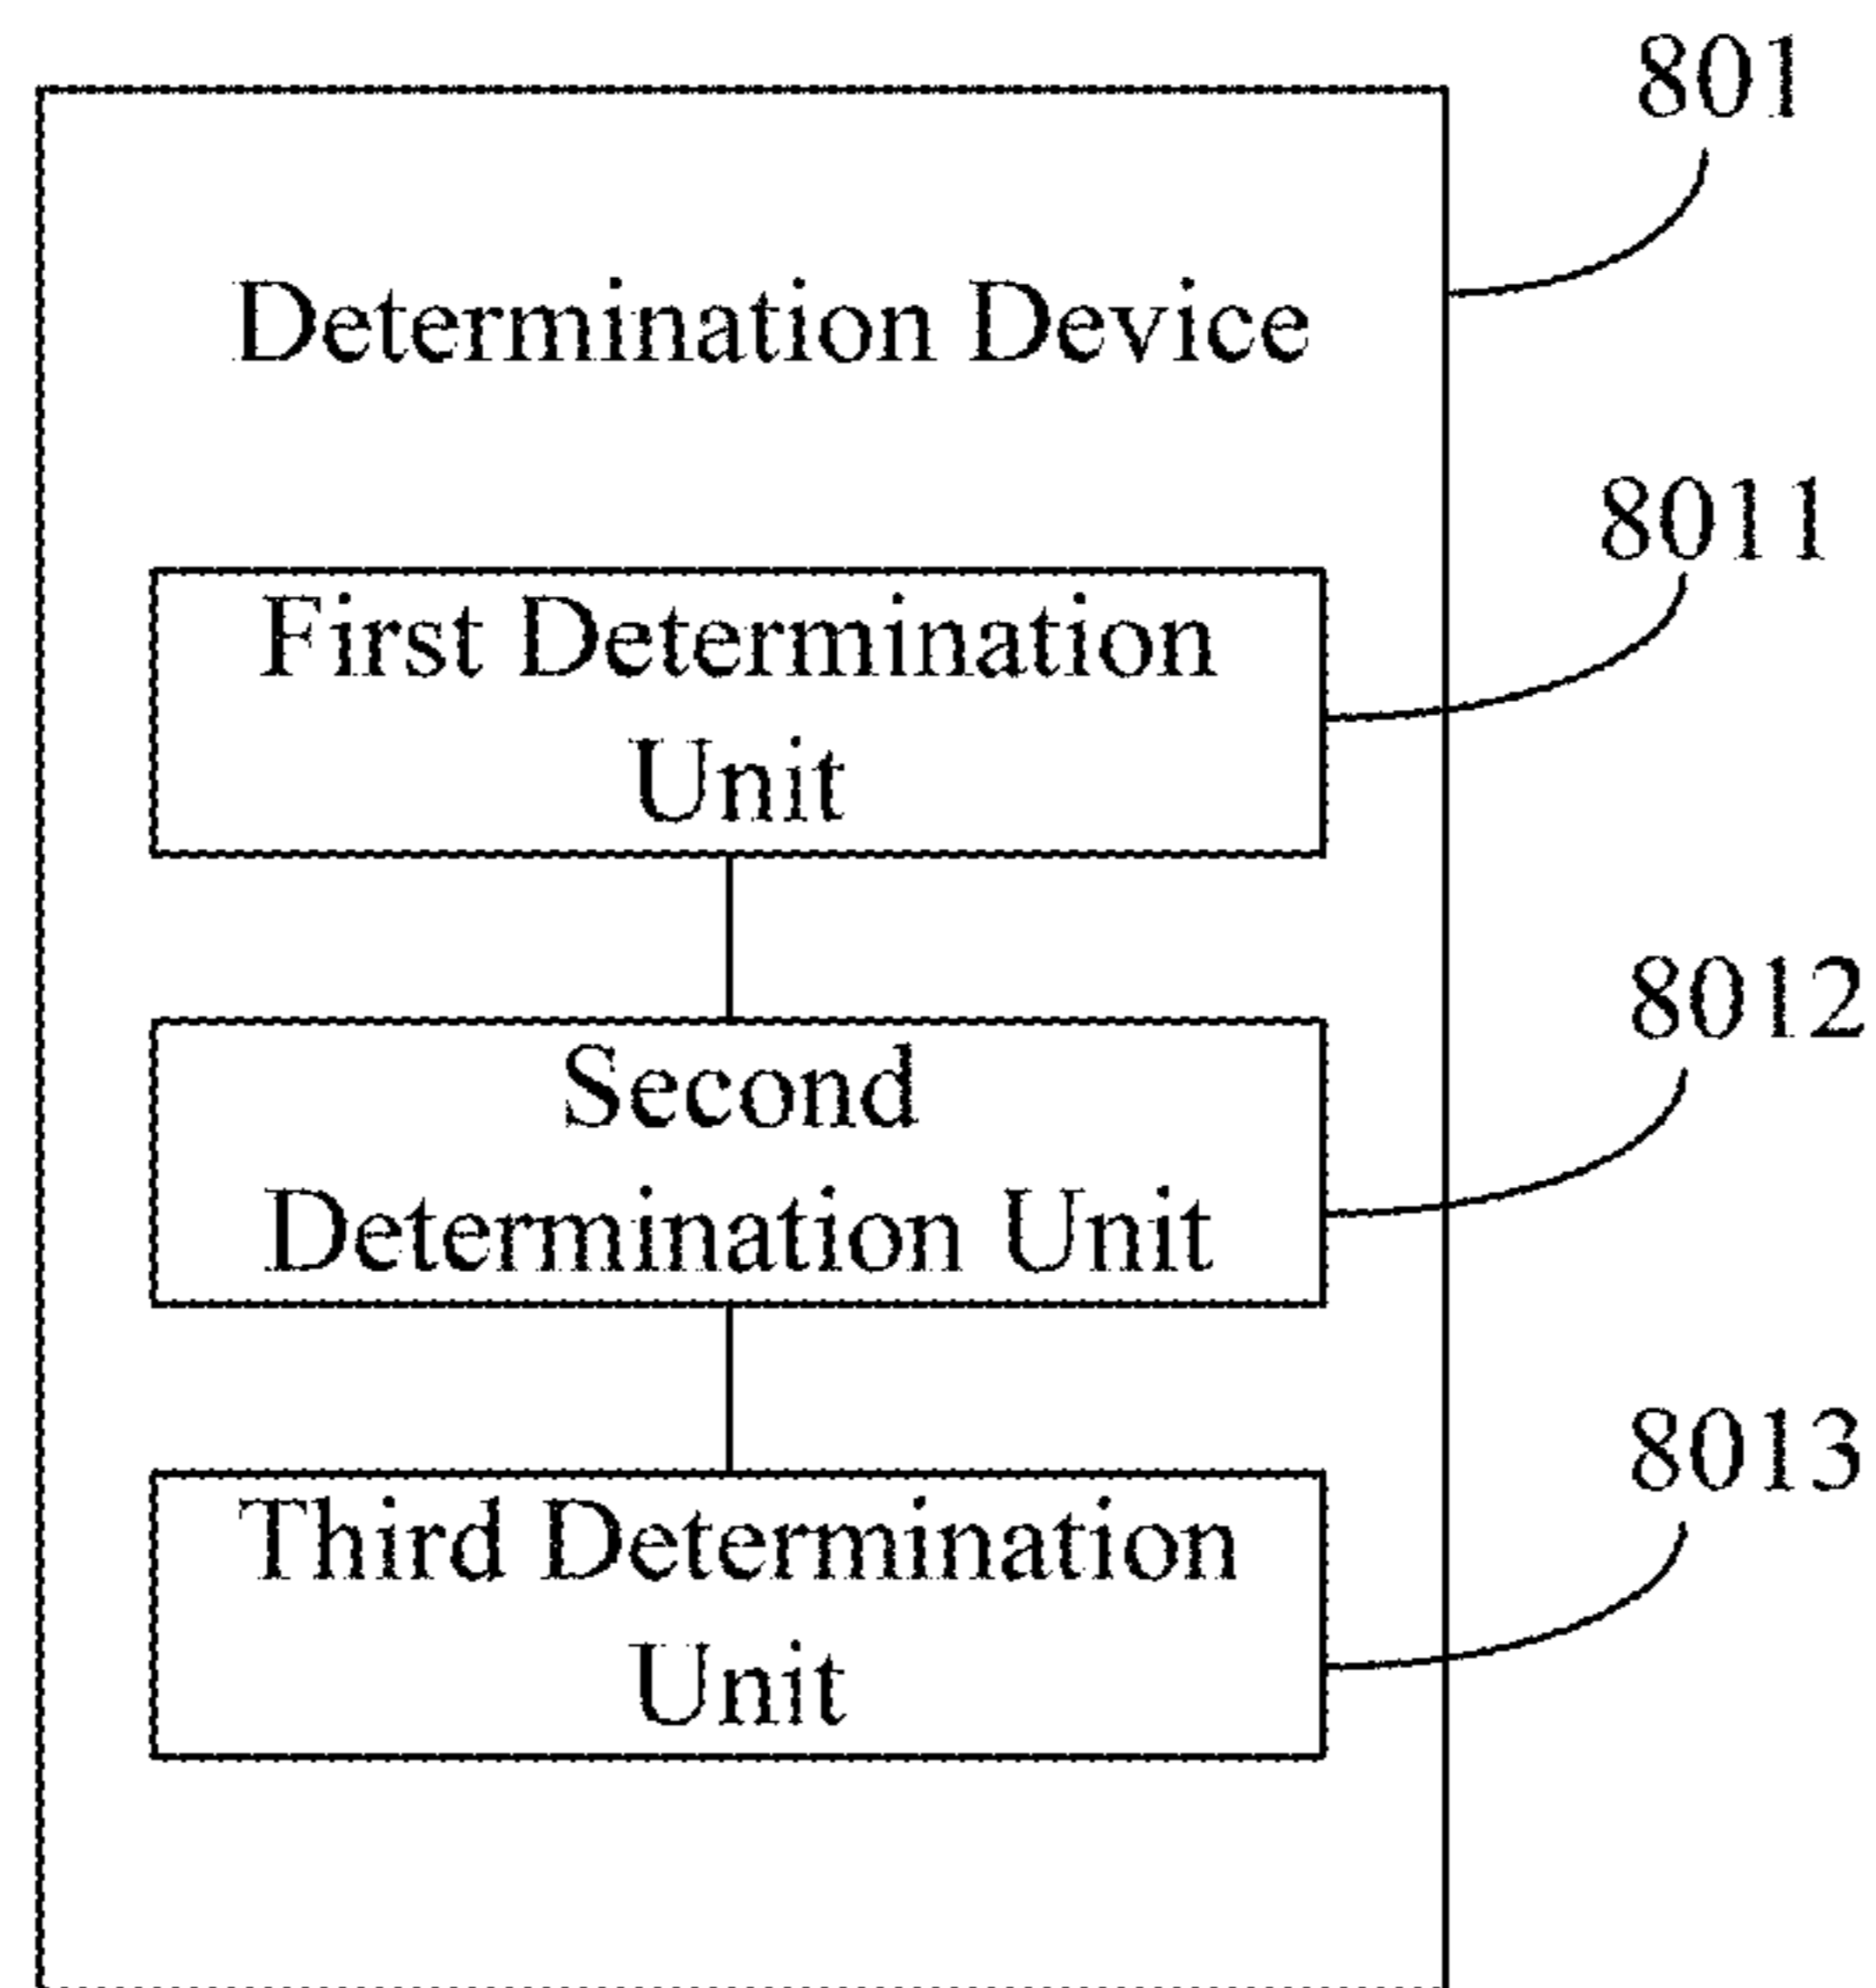 801
Determination Device
8011
First Determination
Unit
8012
Second
Determination Unit
8013
Third Determination
Unit